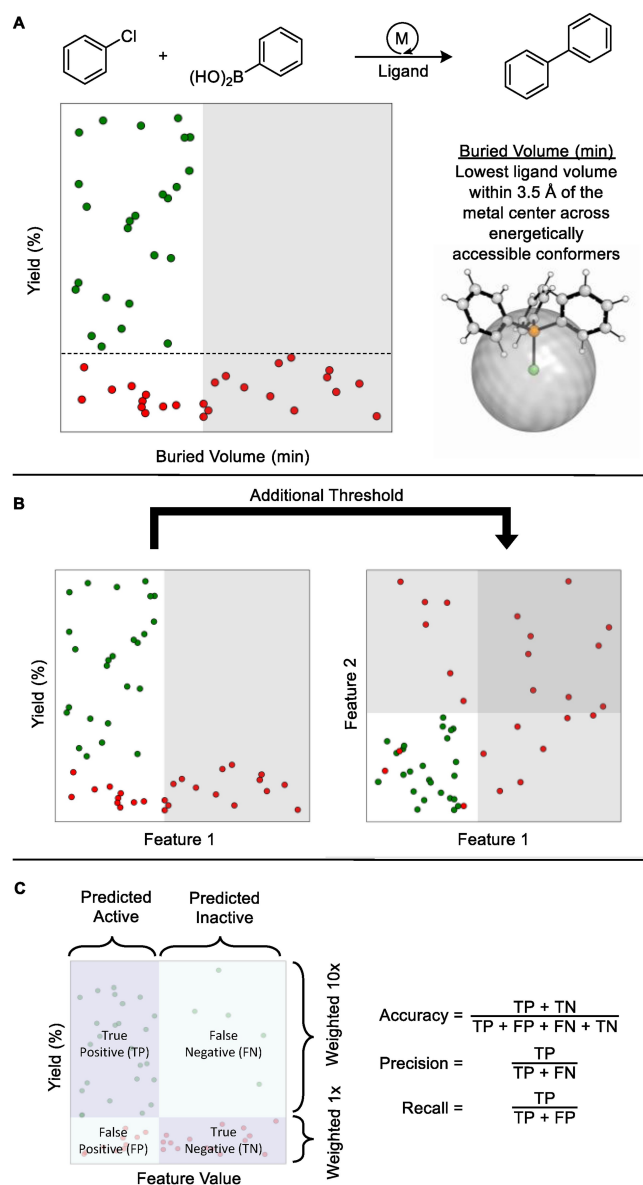 A
Cl
+
(HO)2B
M
Ligand
Buried Volume (min)
Lowest ligand volume
within 3.5 Å of the
metal center across
energetically
accessible conformers
Yield (%)
Buried Volume (min)
B
Additional Threshold
Yield (%)
Feature 1
Feature 2
Feature 1
C
Predicted
Active
Predicted
Inactive
Yield (%)
True
Positive (TP)
False
Negative (FN)
False
Positive (FP)
True
Negative (TN)
Feature Value
Weighted 10x
Weighted 1x
Accuracy = TP + TN
TP + FP + FN + TN
Precision = TP
TP + FN
Recall = TP
TP + FP